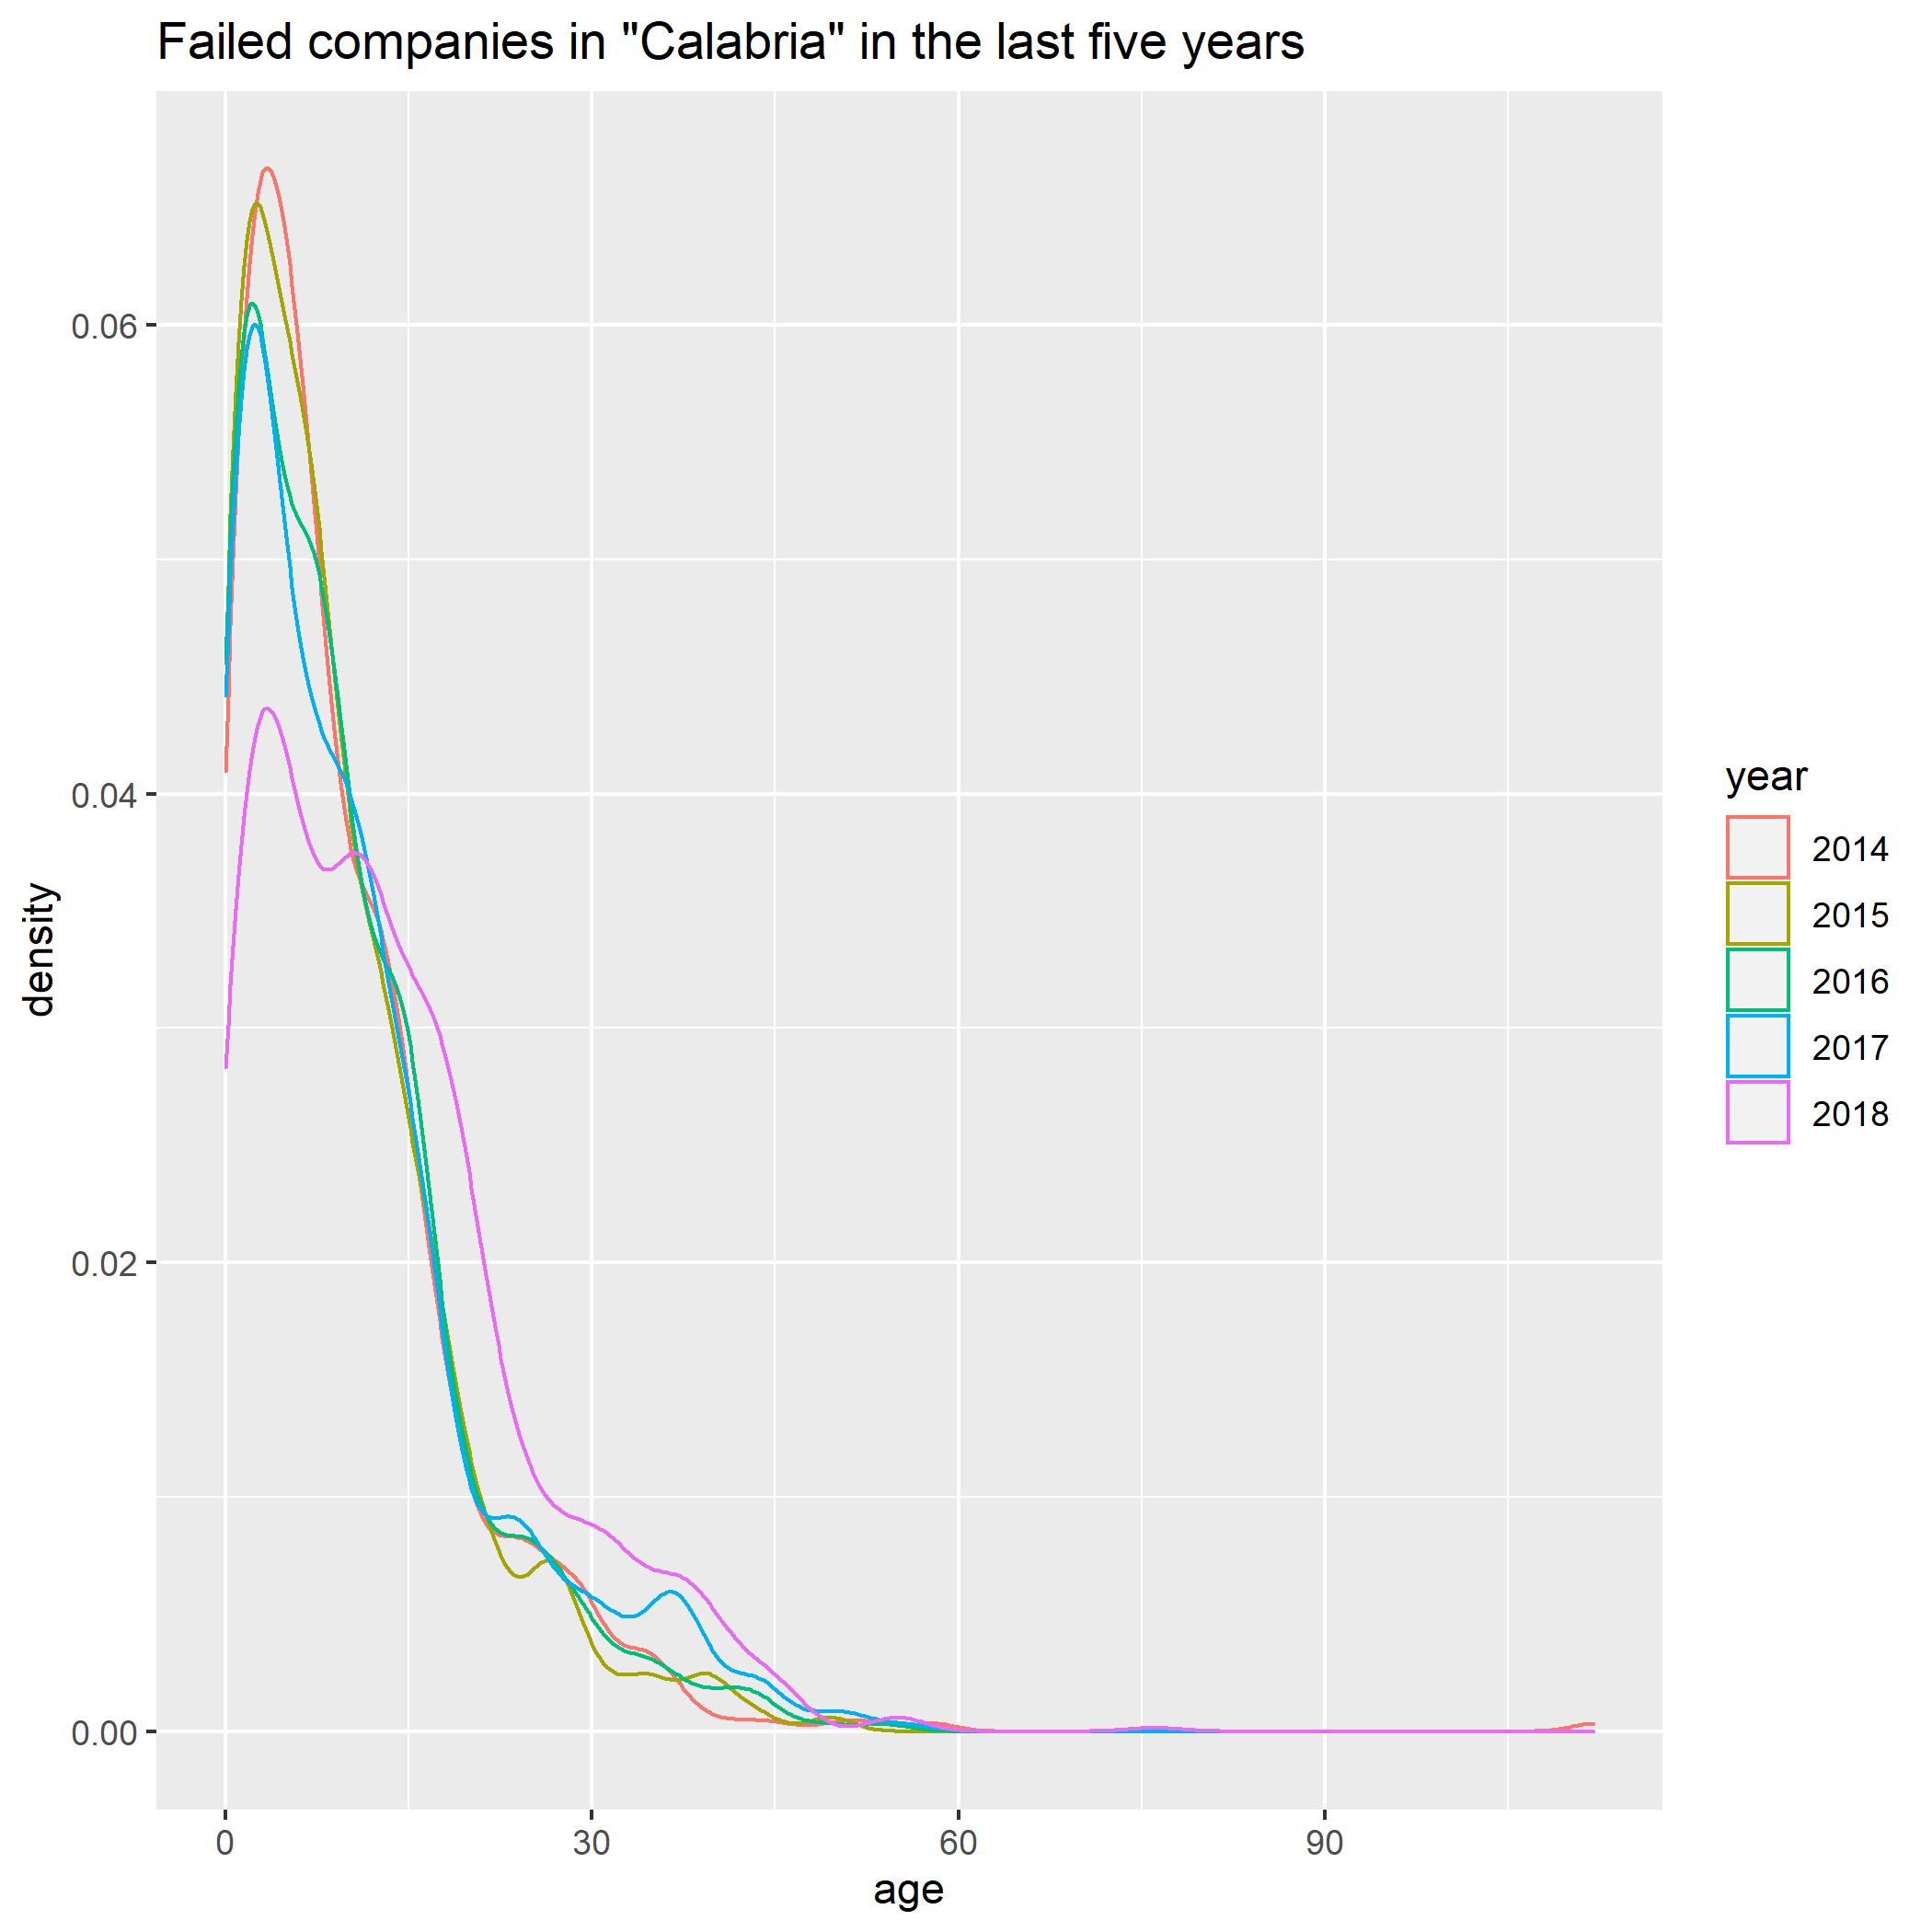 Failed companies in "Calabria" in the last five years
0.06
0.04
0.02
0.00
density
0 30 60 90
age
year
2014
2015
2016
2017
2018